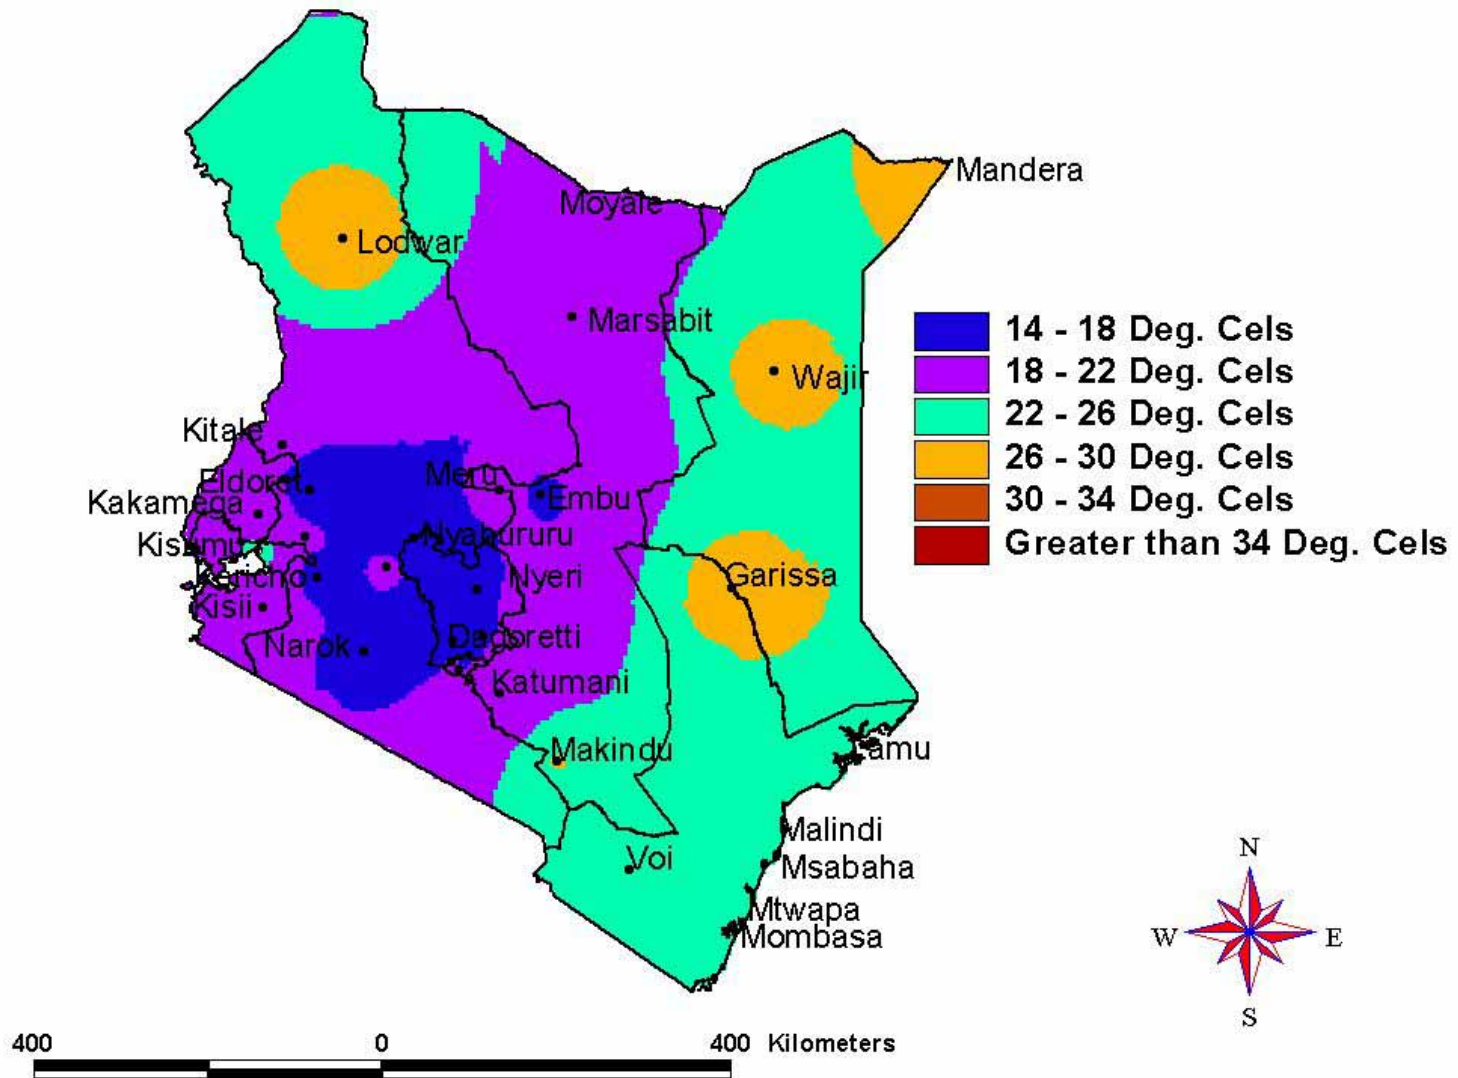 Mandera
Moyale
Lodwar
Marsabit
14 - 18 Deg. Cels
18 - 22 Deg. Cels
22 - 26 Deg. Cels
26 - 30 Deg. Cels
30 - 34 Deg. Cels
Greater than 34 Deg. Cels
Wajir
Kitale
Eldoret
Meru
Kakamega
Embu
Kisumu
Nyahururu
Kericho
Nyeri
Garissa
Kisii
Narok
Dagoretti
Katumani
Makindu
Lamu
Malindi
Voi
Msabaha
Mtwapa
Mombasa
N
W
E
S
400 0 400 Kilometers